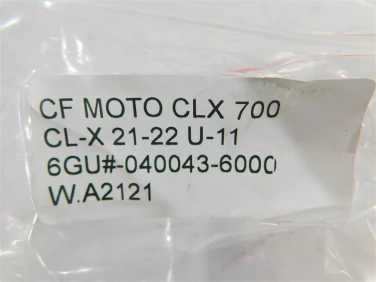 CF MOTO CLX 700
CL-X 21-22 U-11
6GU#-040043-6000
W.A2121